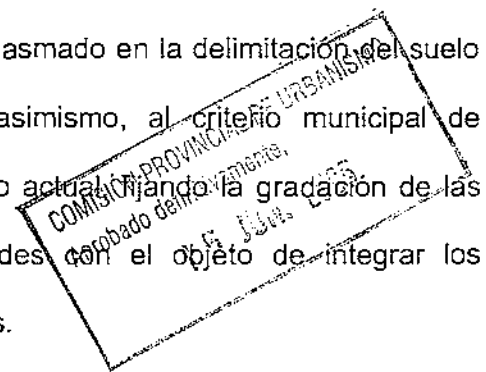 asmado en la delimitación del suelo
asimismo, al criterio municipal de
o actual, fijando la gradación de las
des con el objeto de integrar los
s.
COMISIÓN PROVINCIAL DE URBANISMO
Aprobado definitivamente,
JUN.